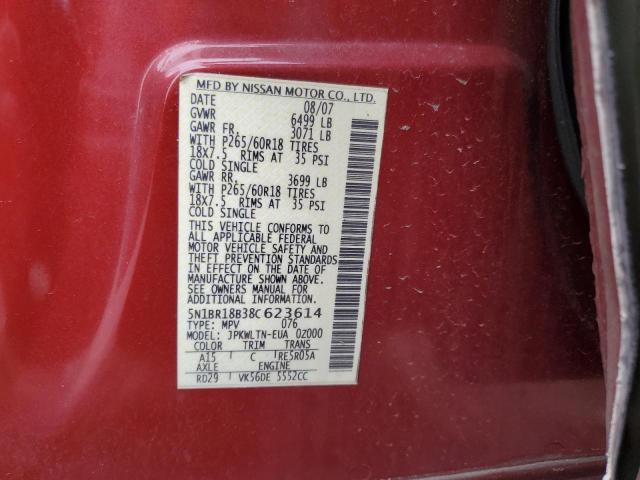 MFD BY NISSAN MOTOR CO., LTD.
DATE 08/07
GVWR 6499 LB
GAWR FR. 3071 LB
WITH P265/60R18 TIRES
18X7.5 RIMS AT 35 PSI
COLD SINGLE
GAWR RR. 3699 LB
WITH P265/60R18 TIRES
18X7.5 RIMS AT 35 PSI
COLD SINGLE
THIS VEHICLE CONFORMS TO
ALL APPLICABLE FEDERAL
MOTOR VEHICLE SAFETY AND
THEFT PREVENTION STANDARDS
IN EFFECT ON THE DATE OF
MANUFACTURE SHOWN ABOVE.
SEE OWNERS MANUAL FOR
ADDITIONAL INFORMATION.
5N1BR18B38C623614
TYPE: MPV 076
MODEL: JPKWLTN-EUA 02000
COLOR TRIM TRANS
A15 C RE5R05A
AXLE ENGINE
RD29 VK56DE 5552CC